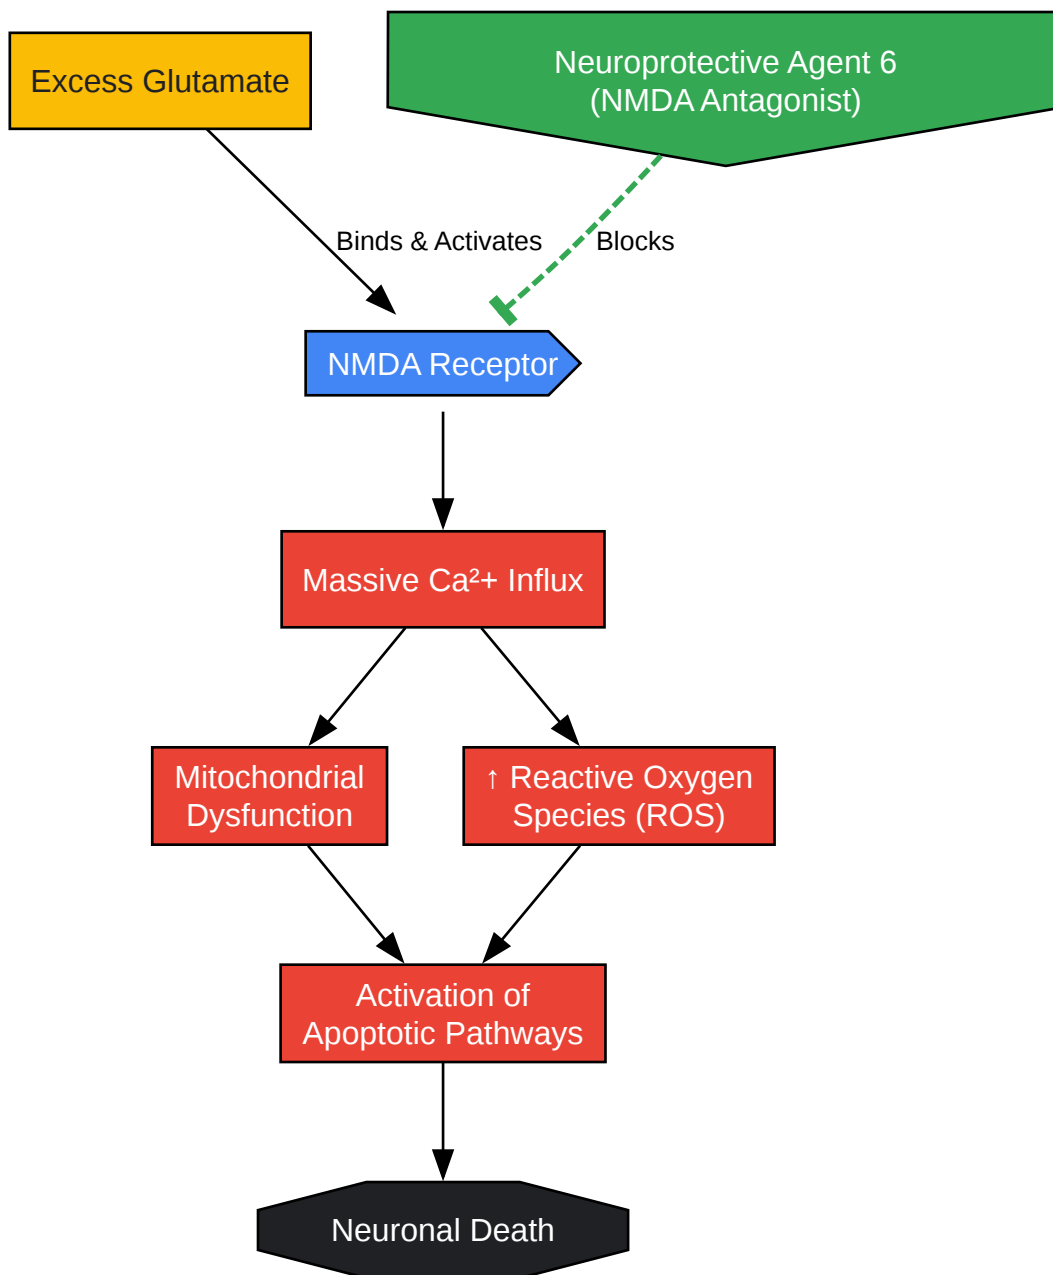 Excess Glutamate
Neuroprotective Agent 6
(NMDA Antagonist)
Binds & Activates
Blocks
NMDA Receptor
Massive Ca²+ Influx
Mitochondrial
Dysfunction
↑ Reactive Oxygen
Species (ROS)
Activation of
Apoptotic Pathways
Neuronal Death